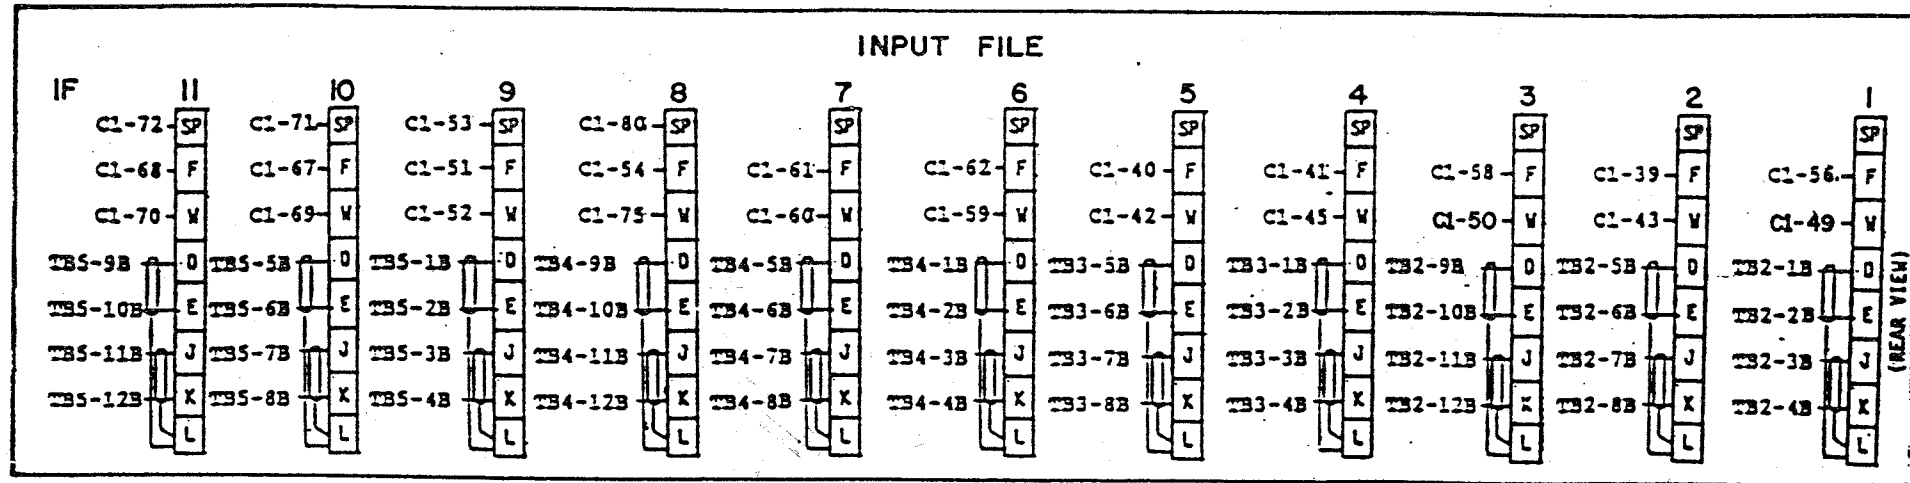 INPUT FILE
IF 11 10 9 8 7 6 5 4 3 2 1
C1-72 SP C1-71 SP C1-53 SP C1-80 SP SP SP SP SP SP SP SP
C1-68 F C1-67 F C1-51 F C1-54 F C1-61 F C1-62 F C1-40 F C1-41 F C1-58 F C1-39 F C1-56 F
C1-70 W C1-69 W C1-52 W C1-75 W C1-60 W C1-59 W C1-42 W C1-45 W C1-50 W C1-43 W C1-49 W
TB5-9B D TB5-5B D TB5-1B D TB4-9B D TB4-5B D TB4-1B D TB3-5B D TB3-1B D TB2-9B D TB2-5B D TB2-1B D
TB5-10B E TB5-6B E TB5-2B E TB4-10B E TB4-6B E TB4-2B E TB3-6B E TB3-2B E TB2-10B E TB2-6B E TB2-2B E
TB5-11B J TB5-7B J TB5-3B J TB4-11B J TB4-7B J TB4-3B J TB3-7B J TB3-3B J TB2-11B J TB2-7B J TB2-3B J
TB5-12B K TB5-8B K TB5-4B K TB4-12B K TB4-8B K TB4-4B K TB3-8B K TB3-4B K TB2-12B K TB2-8B K TB2-4B K
L L L L L L L L L L L
(REAR VIEW)